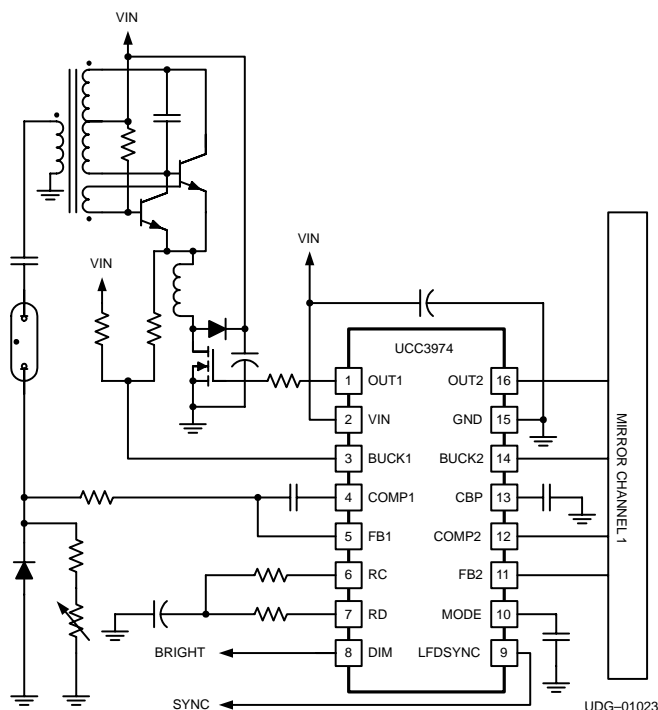 VIN
VIN
VIN
UCC3974
1 OUT1 OUT2 16
2 VIN GND 15
3 BUCK1 BUCK2 14
4 COMP1 CBP 13
5 FB1 COMP2 12
6 RC FB2 11
7 RD MODE 10
8 DIM LFDSYNC 9
MIRROR CHANNEL 1
BRIGHT
SYNC
UDG–01023